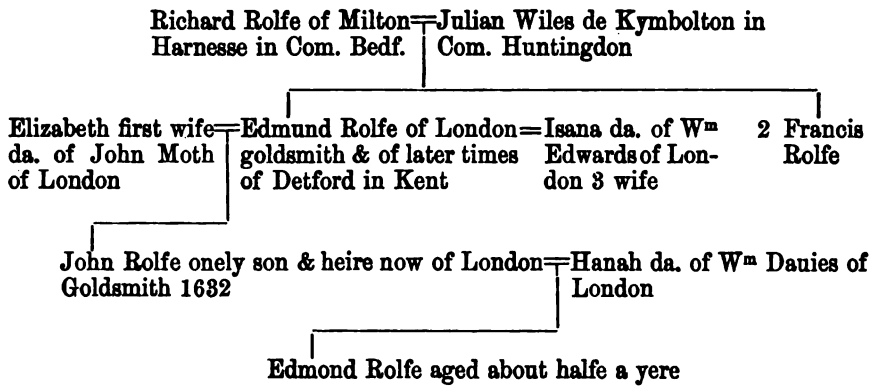 Richard Rolfe of Milton=Julian Wiles de Kymbolton in
Harnesse in Com. Bedf. Com. Huntingdon
Elizabeth first wife=Edmund Rolfe of London=Isana da. of Wᵐ 2 Francis
da. of John Moth goldsmith & of later times Edwards of Lon- Rolfe
of London of Detford in Kent don 3 wife
John Rolfe onely son & heire now of London=Hanah da. of Wᵐ Dauies of
Goldsmith 1632 London
Edmond Rolfe aged about halfe a yere